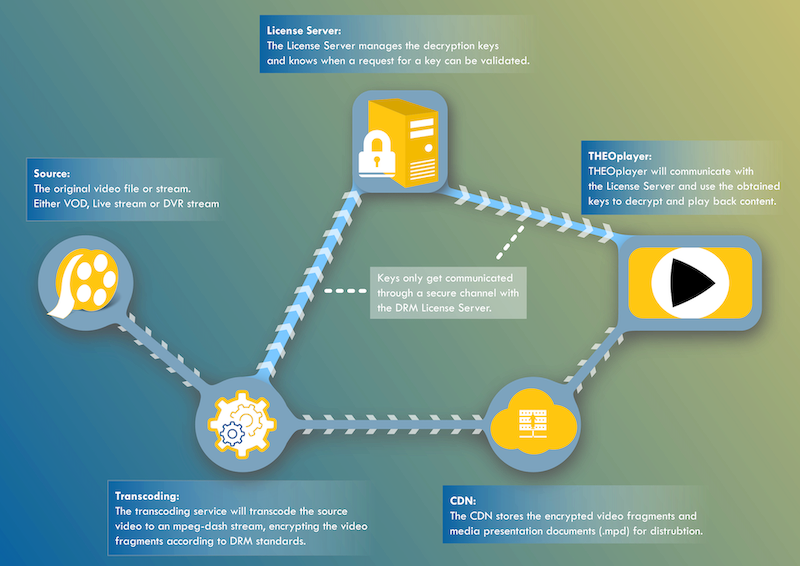 License Server:
The License Server manages the decryption keys
and knows when a request for a key can be validated.
THEOplayer:
THEOplayer will communicate with
the License Server and use the obtained
keys to decrypt and play back content.
Source:
The original video file or stream.
Either VOD, Live stream or DVR stream
Keys only get communicated
through a secure channel with
the DRM License Server.
Transcoding:
The transcoding service will transcode the source
video to an mpeg-dash stream, encrypting the video
fragments according to DRM standards.
CDN:
The CDN stores the encrypted video fragments and
media presentation documents (.mpd) for distrubtion.